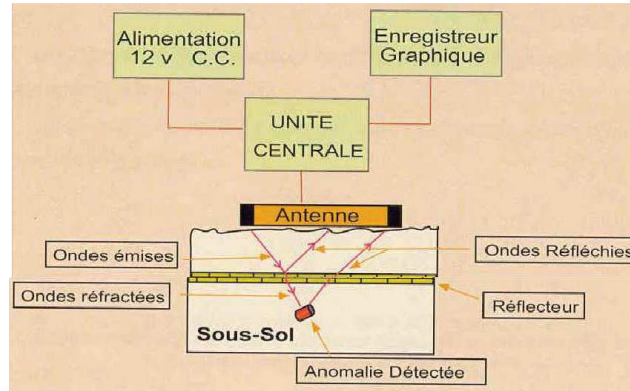 Alimentation
12 v C.C.
Enregistreur
Graphique
UNITE
CENTRALE
Antenne
Ondes émises
Ondes Réfléchies
Ondes réfractées
Réflecteur
Sous-Sol
Anomalie Détectée